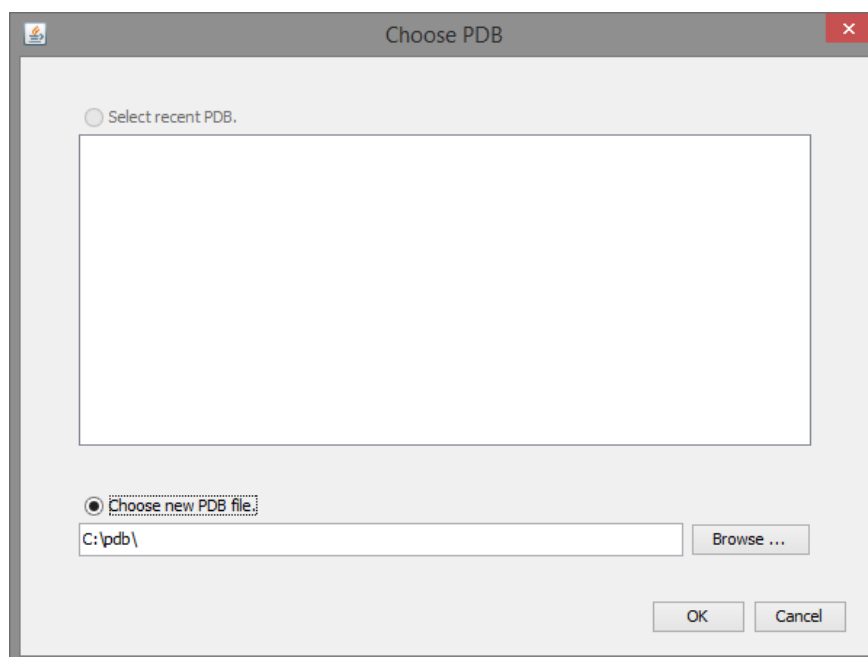 Choose PDB
Select recent PDB.
Choose new PDB file.
C:\pdb\
Browse ...
OK
Cancel